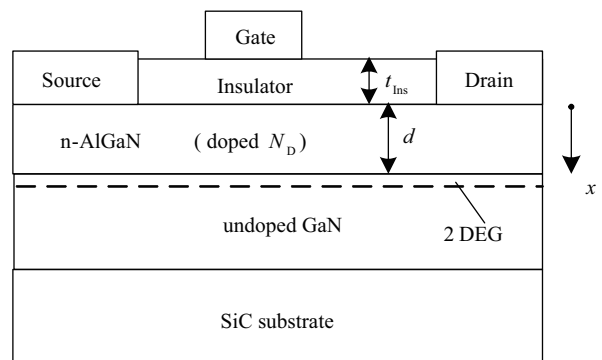 Gate
Source
Insulator
t_Ins
Drain
n-AlGaN ( doped N_D)
d
x
undoped GaN
2 DEG
SiC substrate